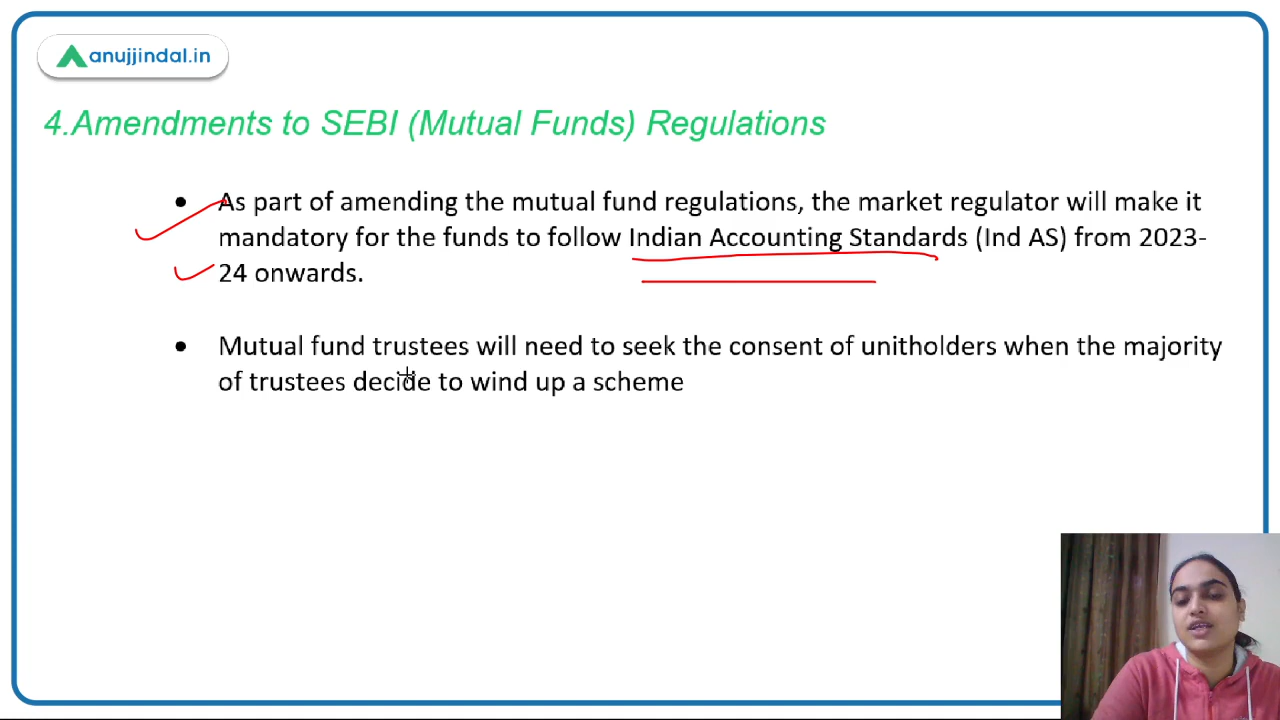 anujjindal.in
4.Amendments to SEBI (Mutual Funds) Regulations
• As part of amending the mutual fund regulations, the market regulator will make it
mandatory for the funds to follow Indian Accounting Standards (Ind AS) from 2023-
24 onwards.
• Mutual fund trustees will need to seek the consent of unitholders when the majority
of trustees decide to wind up a scheme